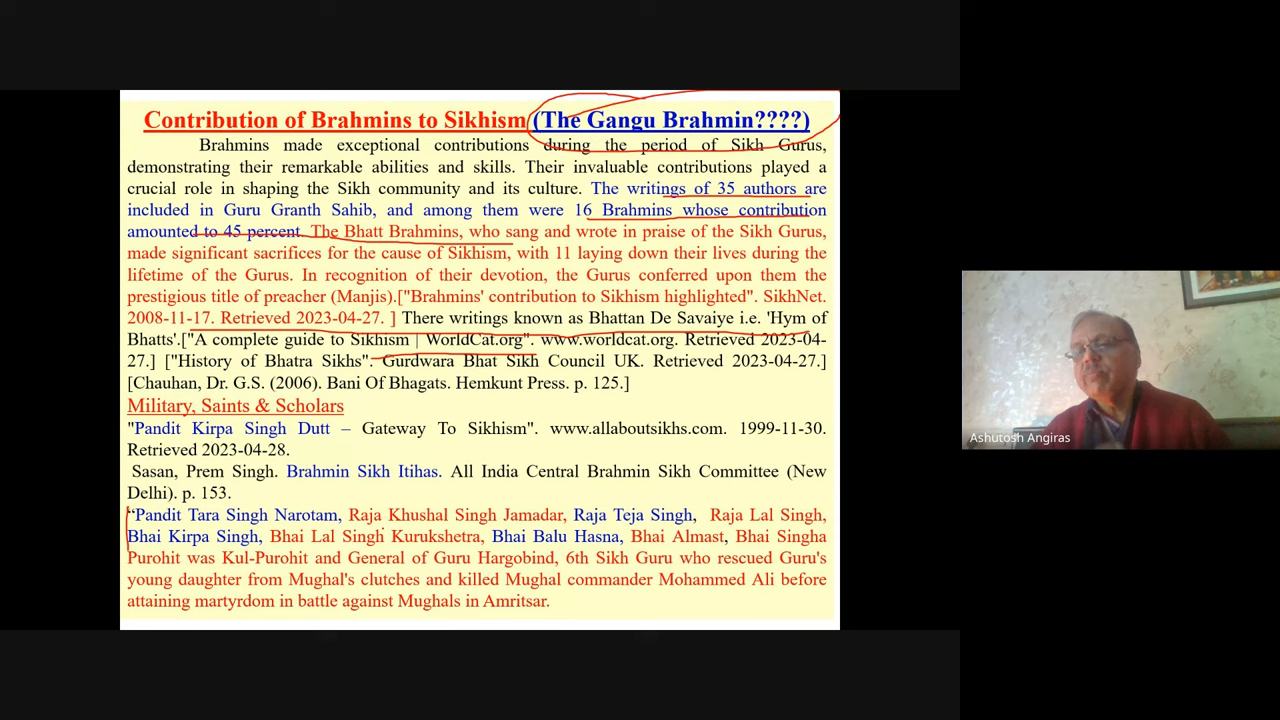 Contribution of Brahmins to Sikhism (The Gangu Brahmin????)
Brahmins made exceptional contributions during the period of Sikh Gurus,
demonstrating their remarkable abilities and skills. Their invaluable contributions played a
crucial role in shaping the Sikh community and its culture. The writings of 35 authors are
included in Guru Granth Sahib, and among them were 16 Brahmins whose contribution
amounted to 45 percent. The Bhatt Brahmins, who sang and wrote in praise of the Sikh Gurus,
made significant sacrifices for the cause of Sikhism, with 11 laying down their lives during the
lifetime of the Gurus. In recognition of their devotion, the Gurus conferred upon them the
prestigious title of preacher (Manjis).["Brahmins' contribution to Sikhism highlighted". SikhNet.
2008-11-17. Retrieved 2023-04-27. ] There writings known as Bhattan De Savaiye i.e. 'Hym of
Bhatts'.["A complete guide to Sikhism | WorldCat.org". www.worldcat.org. Retrieved 2023-04-
27.] ["History of Bhatra Sikhs". Gurdwara Bhat Sikh Council UK. Retrieved 2023-04-27.]
[Chauhan, Dr. G.S. (2006). Bani Of Bhagats. Hemkunt Press. p. 125.]
Military, Saints & Scholars
"Pandit Kirpa Singh Dutt – Gateway To Sikhism". www.allaboutsikhs.com. 1999-11-30.
Retrieved 2023-04-28.
Sasan, Prem Singh. Brahmin Sikh Itihas. All India Central Brahmin Sikh Committee (New
Delhi). p. 153.
“Pandit Tara Singh Narotam, Raja Khushal Singh Jamadar, Raja Teja Singh, Raja Lal Singh,
Bhai Kirpa Singh, Bhai Lal Singh Kurukshetra, Bhai Balu Hasna, Bhai Almast, Bhai Singha
Purohit was Kul-Purohit and General of Guru Hargobind, 6th Sikh Guru who rescued Guru's
young daughter from Mughal's clutches and killed Mughal commander Mohammed Ali before
attaining martyrdom in battle against Mughals in Amritsar.
Ashutosh Angiras